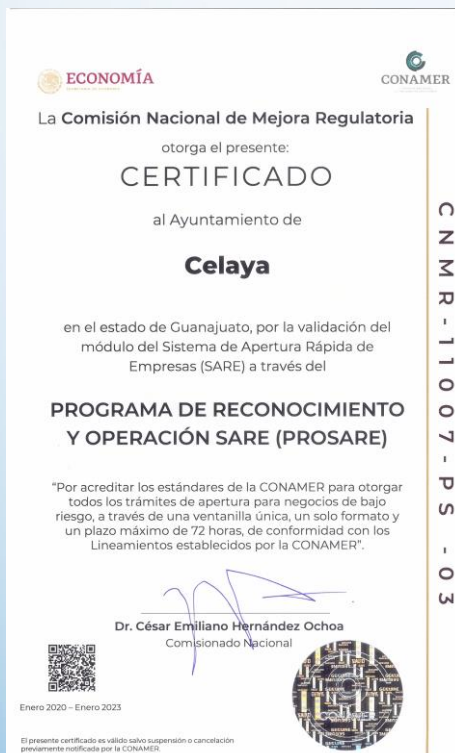 ECONOMÍA
CONAMER
La Comisión Nacional de Mejora Regulatoria
otorga el presente:
CERTIFICADO
al Ayuntamiento de
Celaya
en el estado de Guanajuato, por la validación del
módulo del Sistema de Apertura Rápida de
Empresas (SARE) a través del
PROGRAMA DE RECONOCIMIENTO
Y OPERACIÓN SARE (PROSARE)
“Por acreditar los estándares de la CONAMER para otorgar
todos los trámites de apertura para negocios de bajo
riesgo, a través de una ventanilla única, un solo formato y
un plazo máximo de 72 horas, de conformidad con los
Lineamientos establecidos por la CONAMER”.
Dr. César Emiliano Hernández Ochoa
Comisionado Nacional
Enero 2020 – Enero 2023
El presente certificado es válido salvo suspensión o cancelación
previamente notificada por la CONAMER.
CNMR-11007-PS-03